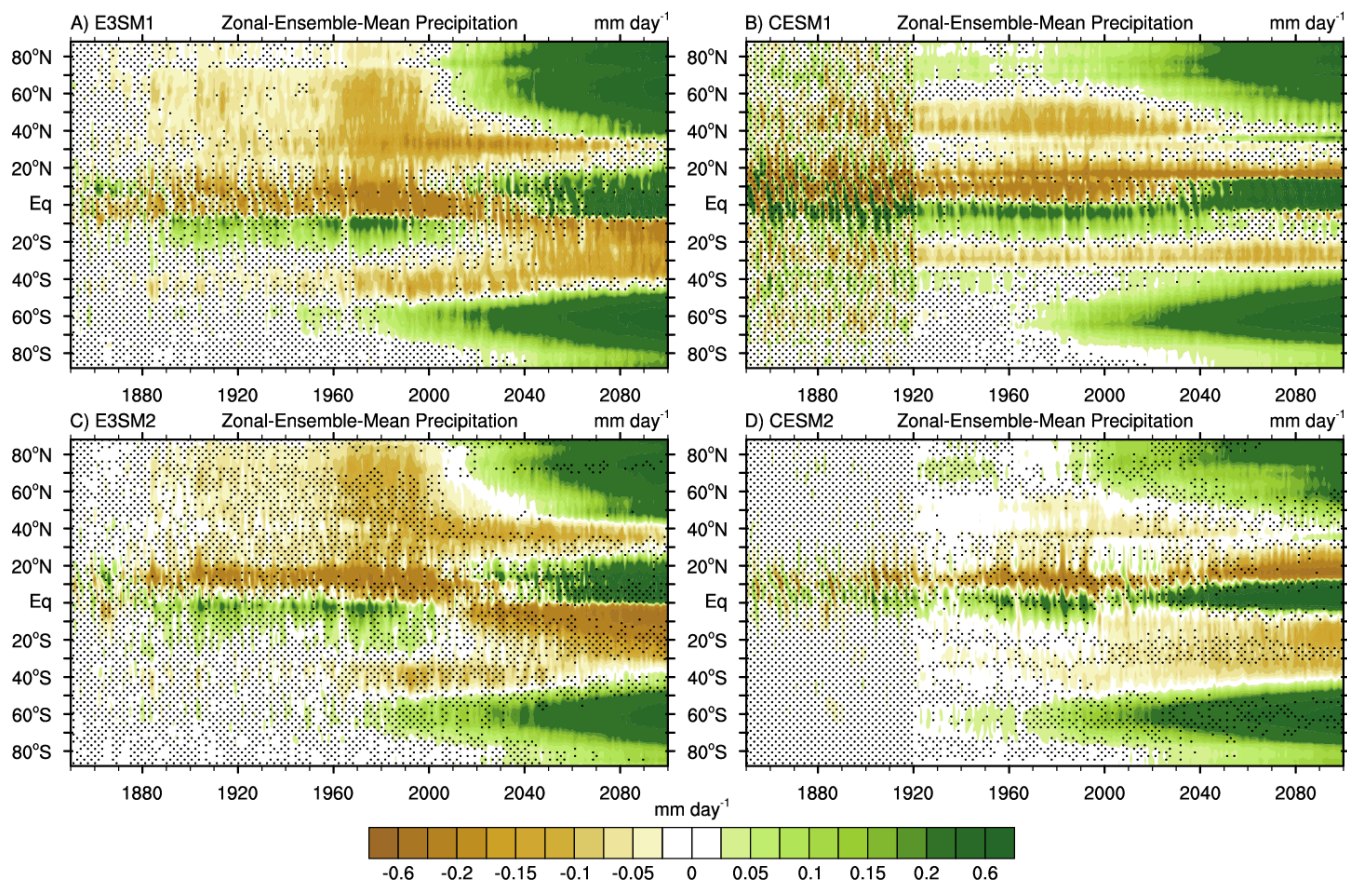 A) E3SM1 Zonal-Ensemble-Mean Precipitation mm day⁻¹
80°N
60°N
40°N
20°N
Eq
20°S
40°S
60°S
80°S
1880 1920 1960 2000 2040 2080
B) CESM1 Zonal-Ensemble-Mean Precipitation mm day⁻¹
80°N
60°N
40°N
20°N
Eq
20°S
40°S
60°S
80°S
1880 1920 1960 2000 2040 2080
C) E3SM2 Zonal-Ensemble-Mean Precipitation mm day⁻¹
80°N
60°N
40°N
20°N
Eq
20°S
40°S
60°S
80°S
1880 1920 1960 2000 2040 2080
D) CESM2 Zonal-Ensemble-Mean Precipitation mm day⁻¹
80°N
60°N
40°N
20°N
Eq
20°S
40°S
60°S
80°S
1880 1920 1960 2000 2040 2080
mm day⁻¹
-0.6 -0.2 -0.15 -0.1 -0.05 0 0.05 0.1 0.15 0.2 0.6